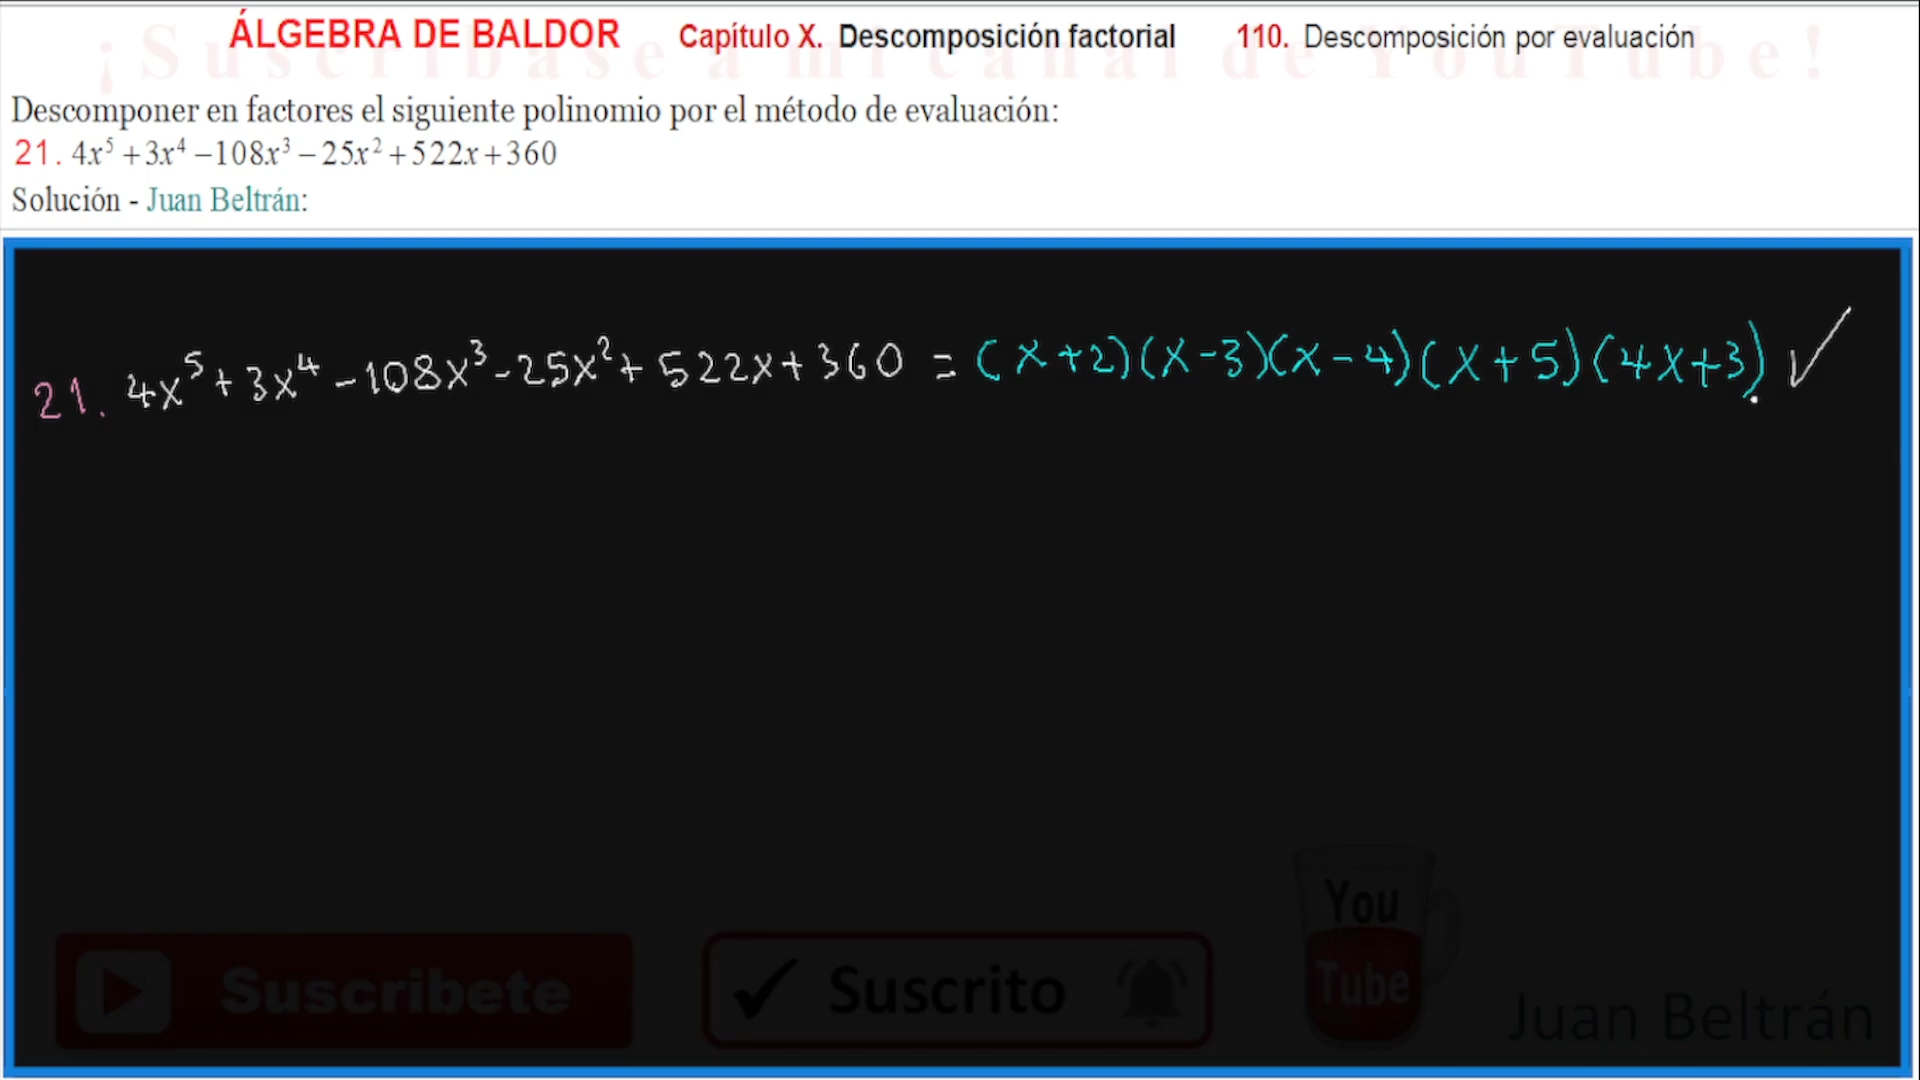 ÁLGEBRA DE BALDOR Capítulo X. Descomposición factorial 110. Descomposición por evaluación
¡Suscríbase a mi canal de YouTube!
Descomponer en factores el siguiente polinomio por el método de evaluación:
21. 4x⁵ + 3x⁴ − 108x³ − 25x² + 522x + 360
Solución - Juan Beltrán:
21. 4x⁵ + 3x⁴ − 108x³ − 25x² + 522x + 360 = (x+2)(x−3)(x−4)(x+5)(4x+3) ✓
You
Tube
Suscribete
✓ Suscrito
Juan Beltrán